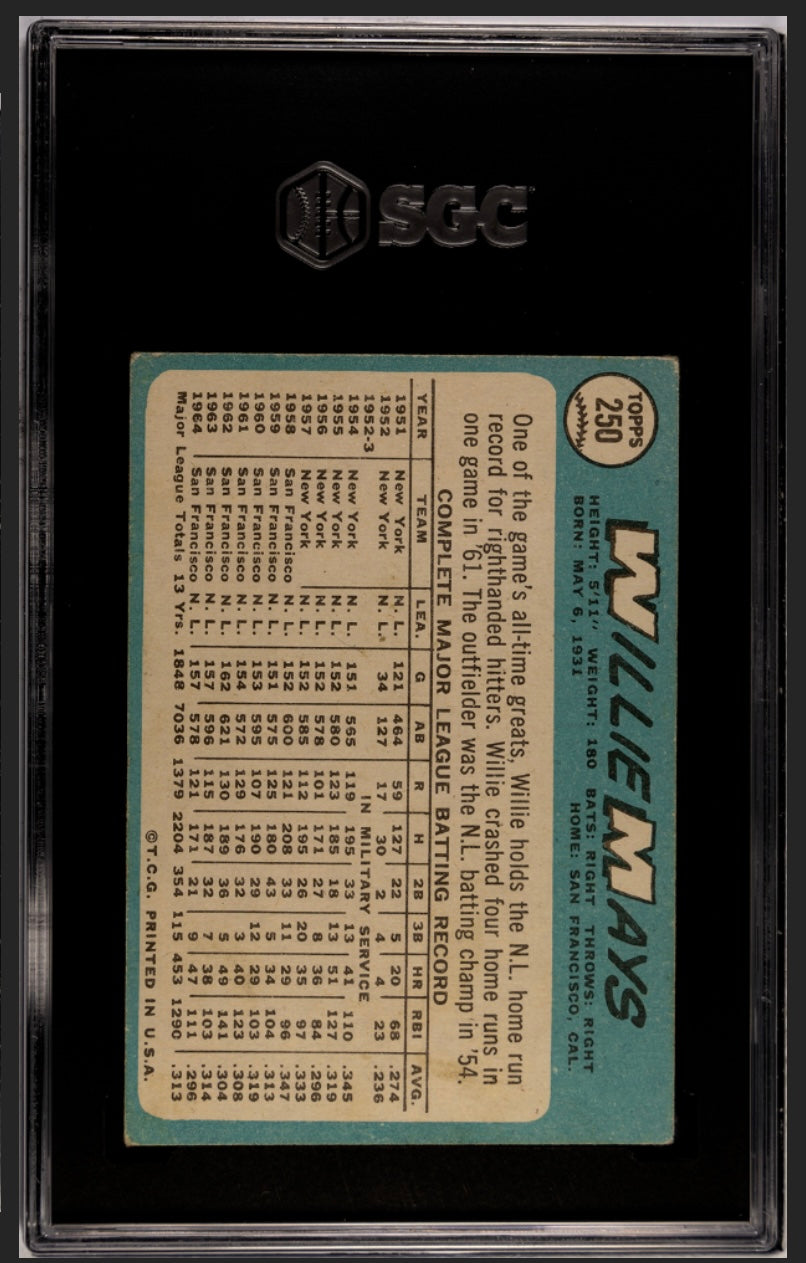 SGC
TOPPS
250
WILLIE MAYS
HEIGHT: 5'11" WEIGHT: 180 BATS: RIGHT THROWS: RIGHT
BORN: MAY 6, 1931 HOME: SAN FRANCISCO, CAL.
One of the game's all-time greats, Willie holds the N.L. home run
record for righthanded hitters. Willie crashed four home runs in
one game in '61. The outfielder was the N.L. batting champ in '54.
COMPLETE MAJOR LEAGUE BATTING RECORD
YEAR TEAM LEA. G AB R H 2B 3B HR RBI AVG.
1951 New York N. L. 121 464 59 127 22 5 20 68 .274
1952 New York N. L. 34 127 17 30 2 4 4 23 .236
1952-3 IN MILITARY SERVICE
1954 New York N. L. 151 565 119 195 33 13 41 110 .345
1955 New York N. L. 152 580 123 185 18 13 51 127 .319
1956 New York N. L. 152 578 101 171 27 8 36 84 .296
1957 New York N. L. 152 585 112 195 26 20 35 97 .333
1958 San Francisco N. L. 152 600 121 208 33 11 29 96 .347
1959 San Francisco N. L. 151 575 125 180 43 5 34 104 .313
1960 San Francisco N. L. 153 595 107 190 29 12 29 103 .319
1961 San Francisco N. L. 154 572 129 176 32 3 40 123 .308
1962 San Francisco N. L. 162 621 130 189 36 5 49 141 .304
1963 San Francisco N. L. 157 596 115 187 32 7 38 103 .314
1964 San Francisco N. L. 157 578 121 171 21 9 47 111 .296
Major League Totals 13 Yrs. 1848 7036 1379 2204 354 115 453 1290 .313
©T.C.G. PRINTED IN U.S.A.